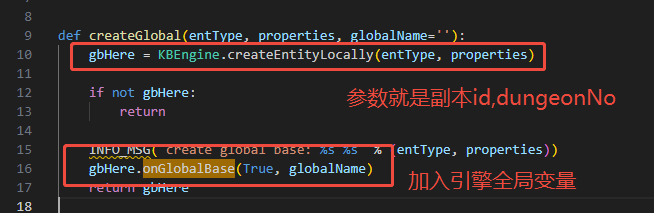 9 def createGlobal(entType, properties, globalName=''):
10 gbHere = KBEngine.createEntityLocally(entType, properties)
11
12 if not gbHere:
参数就是副本id,dungeonNo
13 return
14
15 INFO_MSG( create global base: %s %s % (entType, properties))
16 gbHere.onGlobalBase(True, globalName)
加入引擎全局变量
17 return gbHere
18